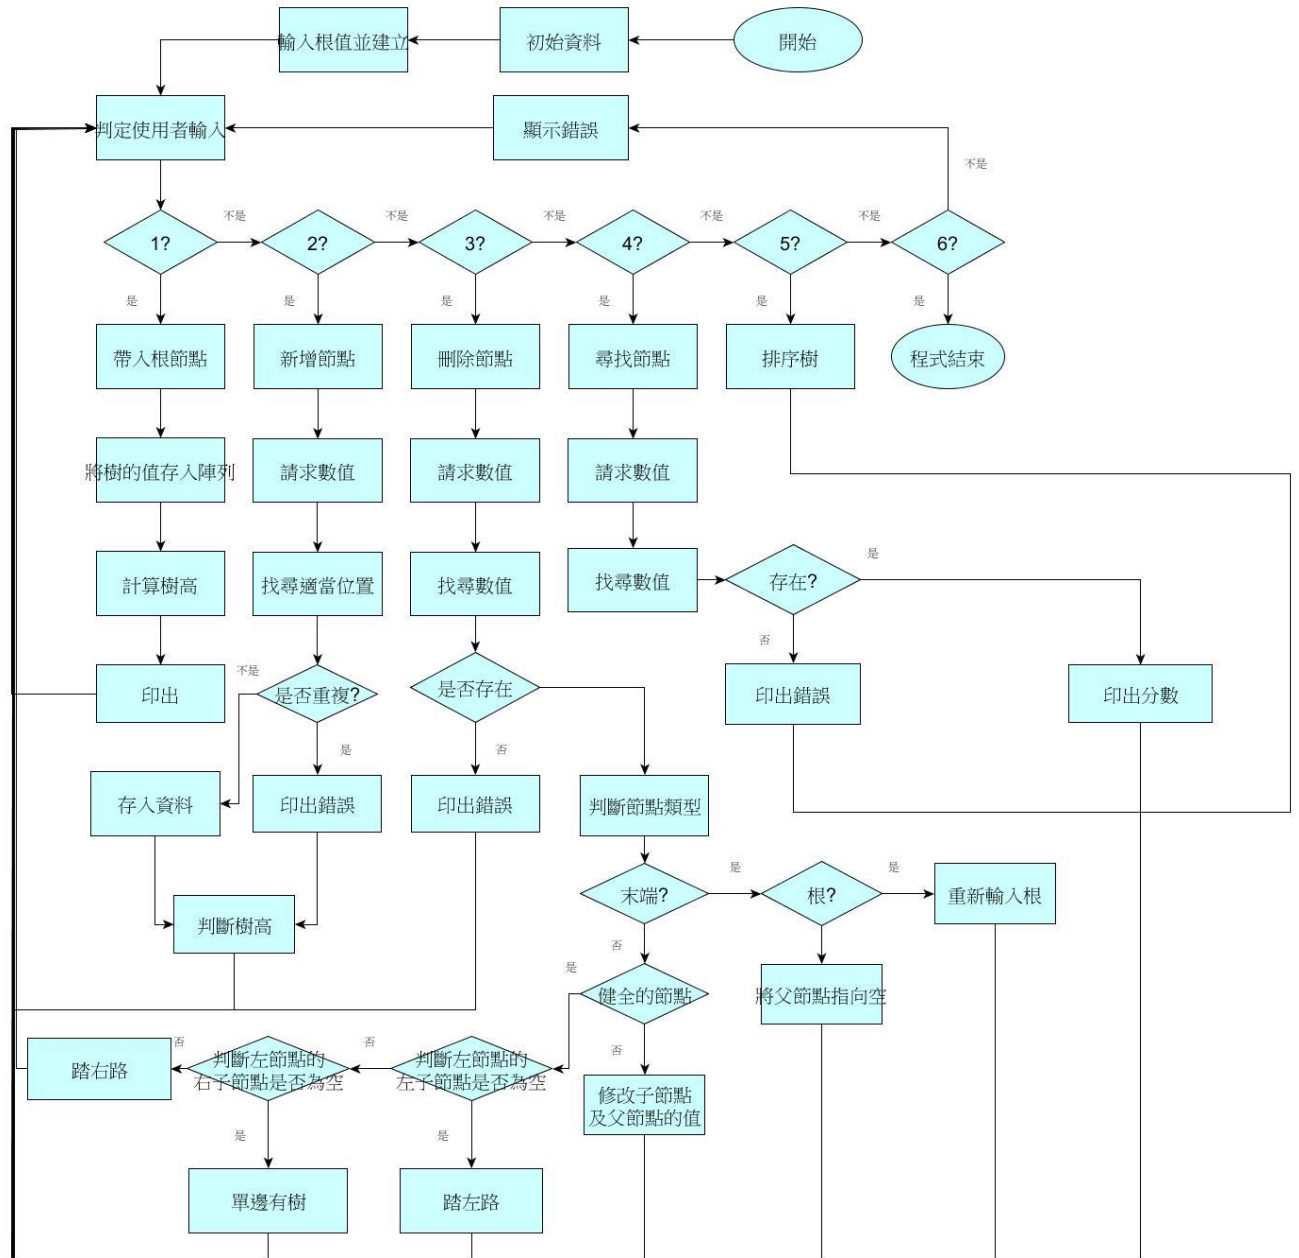 輸入根值並建立
初始資料
開始
判定使用者輸入
顯示錯誤
不是
1?
不是
2?
不是
3?
不是
4?
不是
5?
不是
6?
是
是
是
是
是
是
帶入根節點
新增節點
刪除節點
尋找節點
排序樹
程式結束
將樹的值存入陣列
請求數值
請求數值
請求數值
計算樹高
找尋適當位置
找尋數值
找尋數值
存在?
是
否
印出
不是
是否重複?
是否存在
印出錯誤
印出分數
是
否
存入資料
印出錯誤
印出錯誤
判斷節點類型
判斷樹高
末端?
是
根?
是
重新輸入根
否
是
健全的節點
將父節點指向空
踏右路
否
判斷左節點的
右子節點是否為空
否
判斷左節點的
左子節點是否為空
否
修改子節點
及父節點的值
是
是
單邊有樹
踏左路